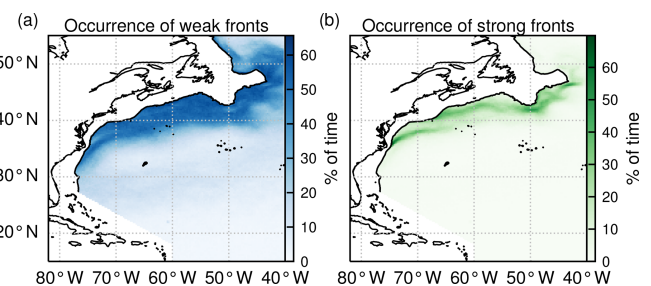 (a) Occurrence of weak fronts
50°N
40°N
30°N
20°N
80°W 70°W 60°W 50°W 40°W
60
50
40
30
20
10
0
% of time
(b) Occurrence of strong fronts
80°W 70°W 60°W 50°W 40°W
60
50
40
30
20
10
0
% of time